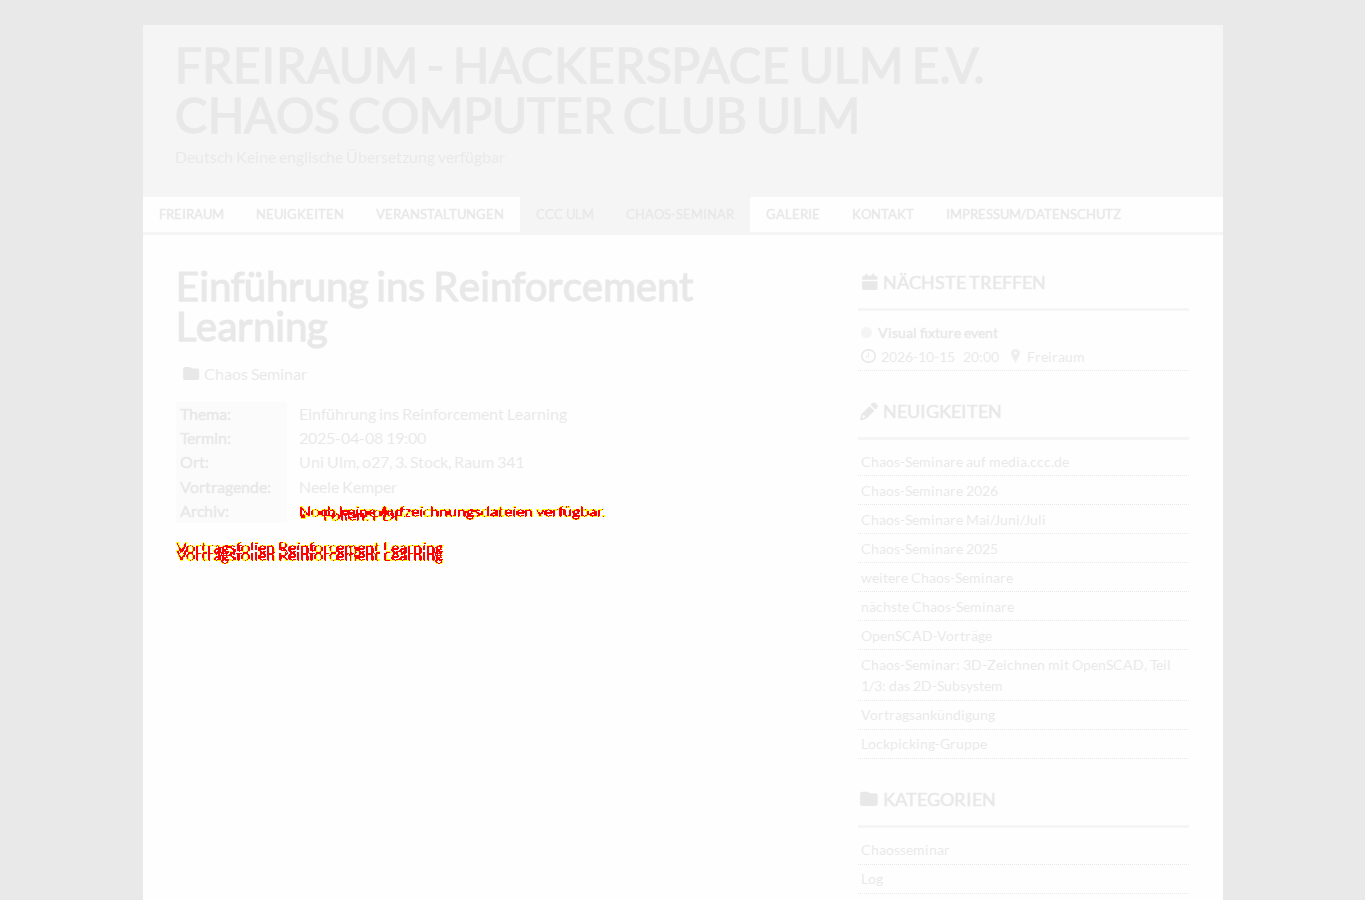 FREIRAUM - HACKERSPACE ULM E.V.
CHAOS COMPUTER CLUB ULM
Deutsch Keine englische Übersetzung verfügbar
FREIRAUM NEUIGKEITEN VERANSTALTUNGEN CCC ULM CHAOS-SEMINAR GALERIE KONTAKT IMPRESSUM/DATENSCHUTZ
Einführung ins Reinforcement
Learning
Chaos Seminar
Thema: Einführung ins Reinforcement Learning
Termin: 2025-04-08 19:00
Ort: Uni Ulm, o27, 3. Stock, Raum 341
Vortragende: Neele Kemper
Archiv: Noch keine Aufzeichnungsdateien verfügbar.
Folien: PDF
Vortragsfolien Reinforcement Learning
Vortragsfolien Reinforcement Learning
NÄCHSTE TREFFEN
Visual fixture event
2026-10-15 20:00 Freiraum
NEUIGKEITEN
Chaos-Seminare auf media.ccc.de
Chaos-Seminare 2026
Chaos-Seminare Mai/Juni/Juli
Chaos-Seminare 2025
weitere Chaos-Seminare
nächste Chaos-Seminare
OpenSCAD-Vorträge
Chaos-Seminar: 3D-Zeichnen mit OpenSCAD, Teil
1/3: das 2D-Subsystem
Vortragsankündigung
Lockpicking-Gruppe
KATEGORIEN
Chaosseminar
Log